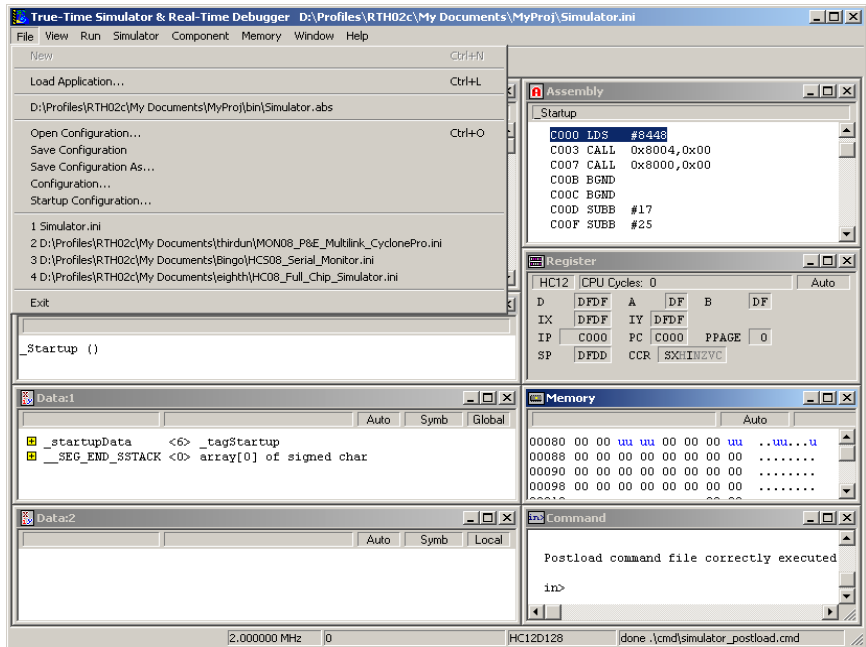 True-Time Simulator & Real-Time Debugger D:\Profiles\RTH02c\My Documents\MyProj\Simulator.ini
File View Run Simulator Component Memory Window Help
New Ctrl+N
Load Application... Ctrl+L
D:\Profiles\RTH02c\My Documents\MyProj\bin\Simulator.abs
Open Configuration... Ctrl+O
Save Configuration
Save Configuration As...
Configuration...
Startup Configuration...
1 Simulator.ini
2 D:\Profiles\RTH02c\My Documents\thirdun\MON08_P&E_Multilink_CyclonePro.ini
3 D:\Profiles\RTH02c\My Documents\Bingo\HCS08_Serial_Monitor.ini
4 D:\Profiles\RTH02c\My Documents\eighth\HC08_Full_Chip_Simulator.ini
Exit
_Startup ()
Assembly
_Startup
C000 LDS #8448
C003 CALL 0x8004,0x00
C007 CALL 0x8000,0x00
C00B BGND
C00C BGND
C00D SUBB #17
C00F SUBB #25
Register
HC12 CPU Cycles: 0 Auto
D DFDF A DF B DF
IX DFDF IY DFDF
IP C000 PC C000 PPAGE 0
SP DFDD CCR SXHINZVC
Data:1
Auto Symb Global
_startupData <6> _tagStartup
__SEG_END_SSTACK <0> array[0] of signed char
Memory
Auto
00080 00 00 uu uu 00 00 00 uu ..uu...u
00088 00 00 00 00 00 00 00 00 ........
00090 00 00 00 00 00 00 00 00 ........
00098 00 00 00 00 00 00 00 00 ........
Data:2
Auto Symb Local
Command
Postload command file correctly executed
in>
2.000000 MHz 0 HC12D128 done .\cmd\simulator_postload.cmd